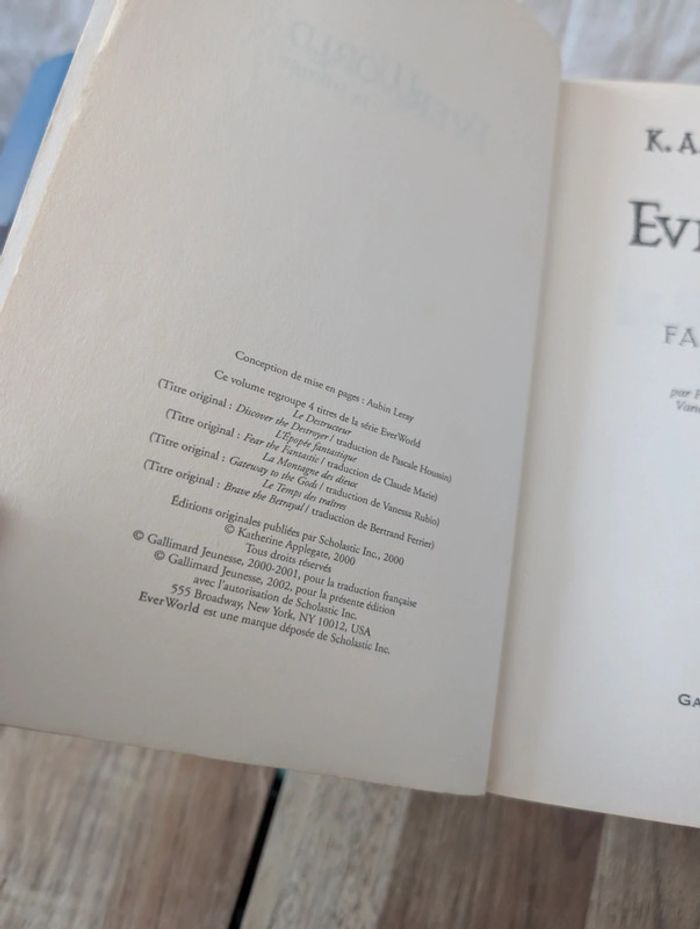 Conception de mise en pages : Aubin Leray
Ce volume regroupe 4 titres de la série EverWorld
Le Destructeur
(Titre original : Discover the Destroyer / traduction de Pascale Houssin)
L'Épopée fantastique
(Titre original : Fear the Fantastic / traduction de Claude Marie)
La Montagne des dieux
(Titre original : Gateway to the Gods / traduction de Vanessa Rubio)
Le Temps des traîtres
(Titre original : Brave the Betrayal / traduction de Bertrand Ferrier)
Éditions originales publiées par Scholastic Inc., 2000
© Katherine Applegate, 2000
Tous droits réservés
© Gallimard Jeunesse, 2000-2001, pour la traduction française
© Gallimard Jeunesse, 2002, pour la présente édition
avec l'autorisation de Scholastic Inc.
555 Broadway, New York, NY 10012, USA
EverWorld est une marque déposée de Scholastic Inc.
K. A.
EV
FA
par
Van
GA